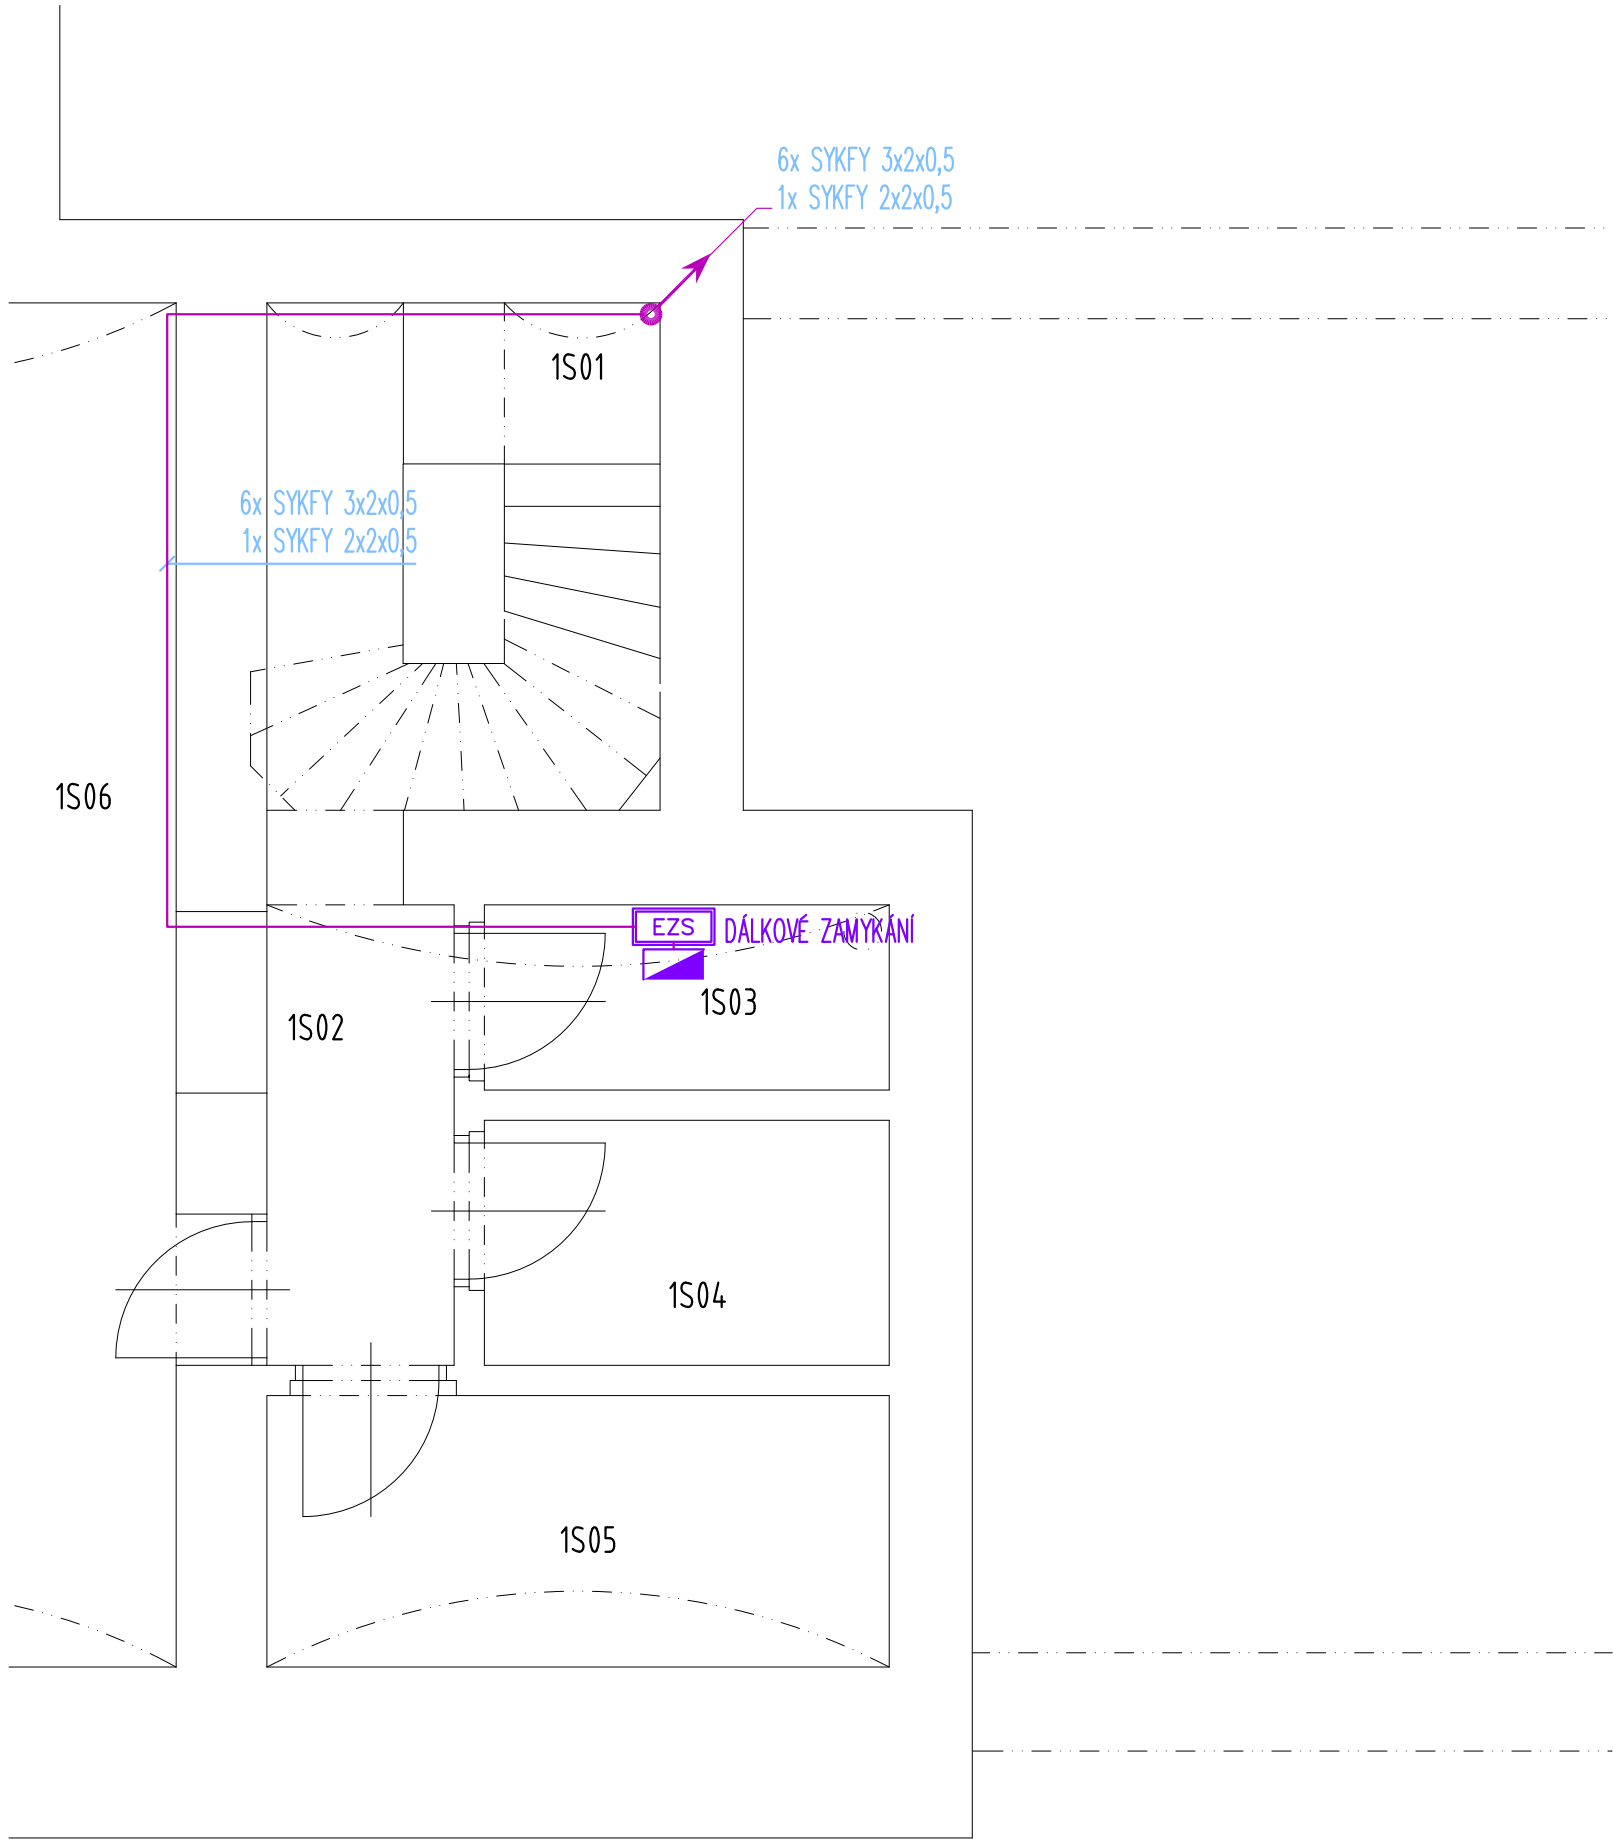 6x SYKFY 3x2x0,5
1x SYKFY 2x2x0,5
1S01
6x SYKFY 3x2x0,5
1x SYKFY 2x2x0,5
1S06
EZS DÁLKOVÉ ZAMYKÁNÍ
1S03
1S02
1S04
1S05